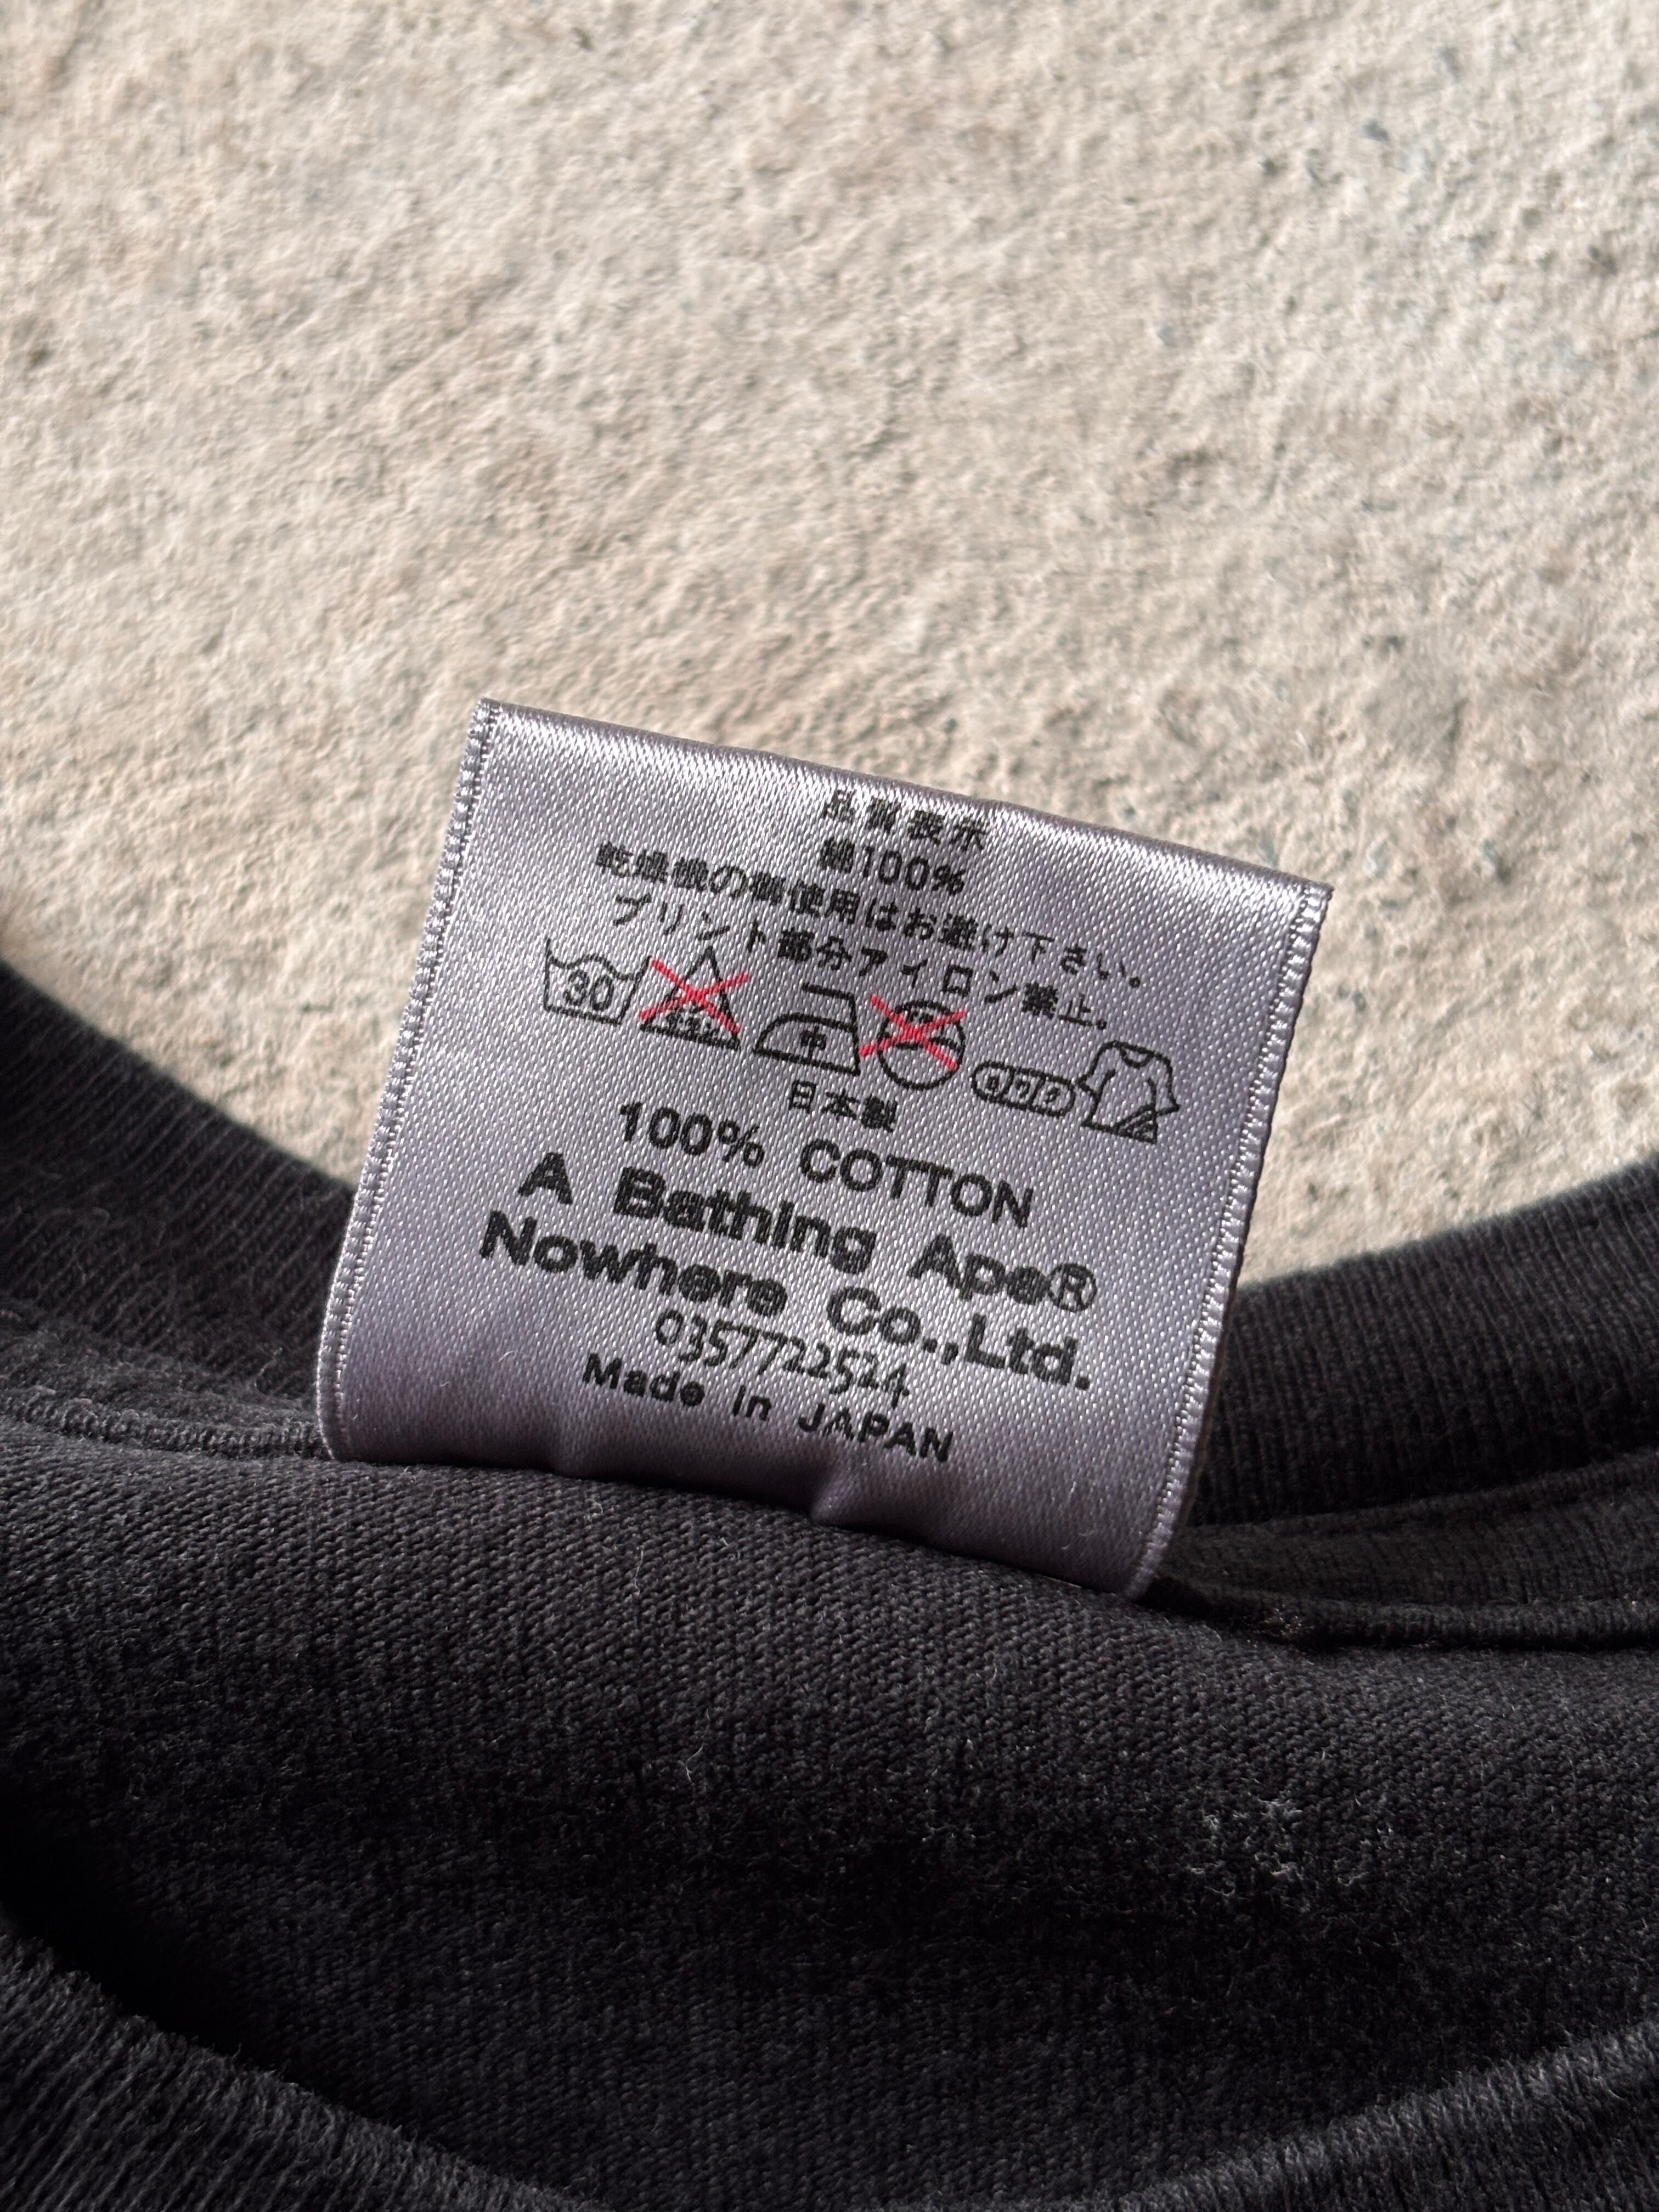 品質表示
綿100%
乾燥機の御使用はお避け下さい。
プリント部分アイロン禁止。
30 中
日本製
100% COTTON
A Bathing Ape®
Nowhere Co.,Ltd.
0357722524
Made in JAPAN